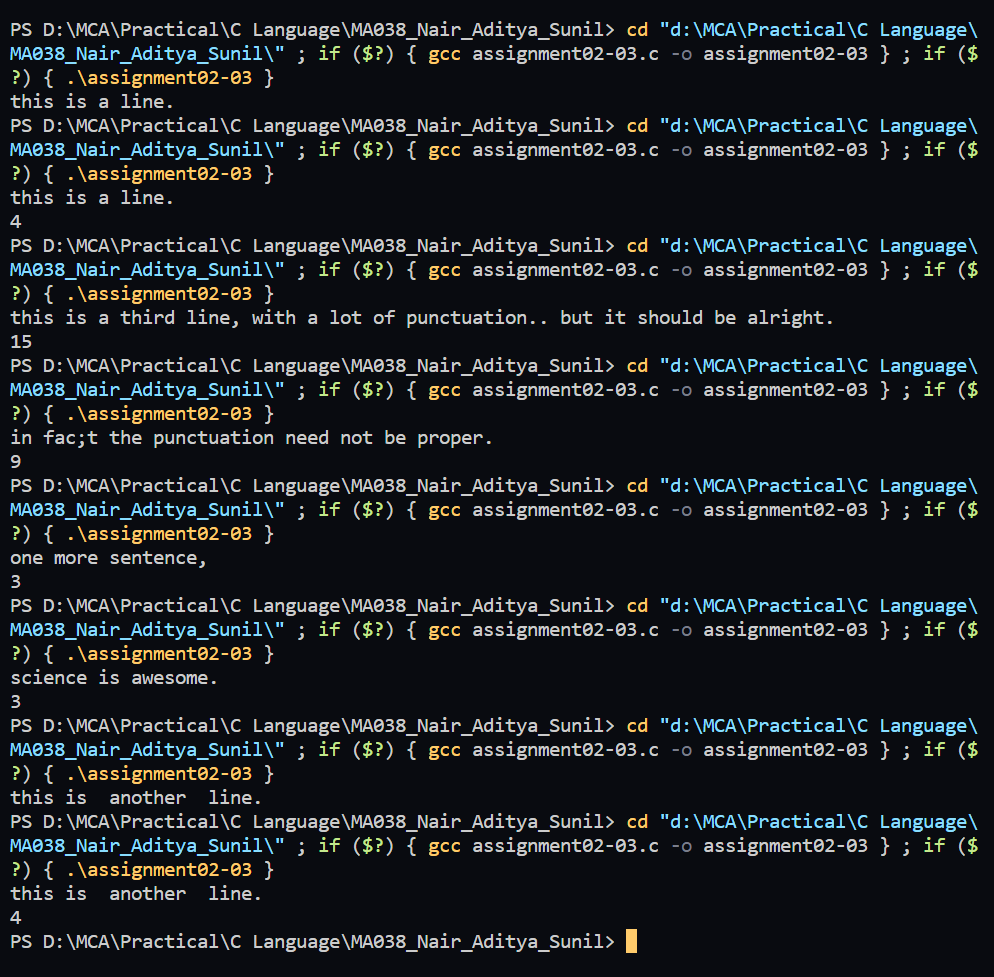 PS D:\MCA\Practical\C Language\MA038_Nair_Aditya_Sunil> cd "d:\MCA\Practical\C Language\
MA038_Nair_Aditya_Sunil\" ; if ($?) { gcc assignment02-03.c -o assignment02-03 } ; if ($
?) { .\assignment02-03 }
this is a line.
PS D:\MCA\Practical\C Language\MA038_Nair_Aditya_Sunil> cd "d:\MCA\Practical\C Language\
MA038_Nair_Aditya_Sunil\" ; if ($?) { gcc assignment02-03.c -o assignment02-03 } ; if ($
?) { .\assignment02-03 }
this is a line.
4
PS D:\MCA\Practical\C Language\MA038_Nair_Aditya_Sunil> cd "d:\MCA\Practical\C Language\
MA038_Nair_Aditya_Sunil\" ; if ($?) { gcc assignment02-03.c -o assignment02-03 } ; if ($
?) { .\assignment02-03 }
this is a third line, with a lot of punctuation.. but it should be alright.
15
PS D:\MCA\Practical\C Language\MA038_Nair_Aditya_Sunil> cd "d:\MCA\Practical\C Language\
MA038_Nair_Aditya_Sunil\" ; if ($?) { gcc assignment02-03.c -o assignment02-03 } ; if ($
?) { .\assignment02-03 }
in fac;t the punctuation need not be proper.
9
PS D:\MCA\Practical\C Language\MA038_Nair_Aditya_Sunil> cd "d:\MCA\Practical\C Language\
MA038_Nair_Aditya_Sunil\" ; if ($?) { gcc assignment02-03.c -o assignment02-03 } ; if ($
?) { .\assignment02-03 }
one more sentence,
3
PS D:\MCA\Practical\C Language\MA038_Nair_Aditya_Sunil> cd "d:\MCA\Practical\C Language\
MA038_Nair_Aditya_Sunil\" ; if ($?) { gcc assignment02-03.c -o assignment02-03 } ; if ($
?) { .\assignment02-03 }
science is awesome.
3
PS D:\MCA\Practical\C Language\MA038_Nair_Aditya_Sunil> cd "d:\MCA\Practical\C Language\
MA038_Nair_Aditya_Sunil\" ; if ($?) { gcc assignment02-03.c -o assignment02-03 } ; if ($
?) { .\assignment02-03 }
this is  another  line.
PS D:\MCA\Practical\C Language\MA038_Nair_Aditya_Sunil> cd "d:\MCA\Practical\C Language\
MA038_Nair_Aditya_Sunil\" ; if ($?) { gcc assignment02-03.c -o assignment02-03 } ; if ($
?) { .\assignment02-03 }
this is  another  line.
4
PS D:\MCA\Practical\C Language\MA038_Nair_Aditya_Sunil>